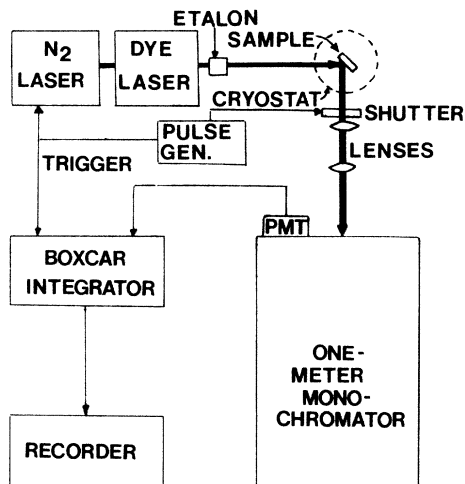 ETALON
SAMPLE
N2
LASER
DYE
LASER
CRYOSTAT
SHUTTER
PULSE
GEN.
LENSES
TRIGGER
PMT
BOXCAR
INTEGRATOR
ONE-
METER
MONO-
CHROMATOR
RECORDER